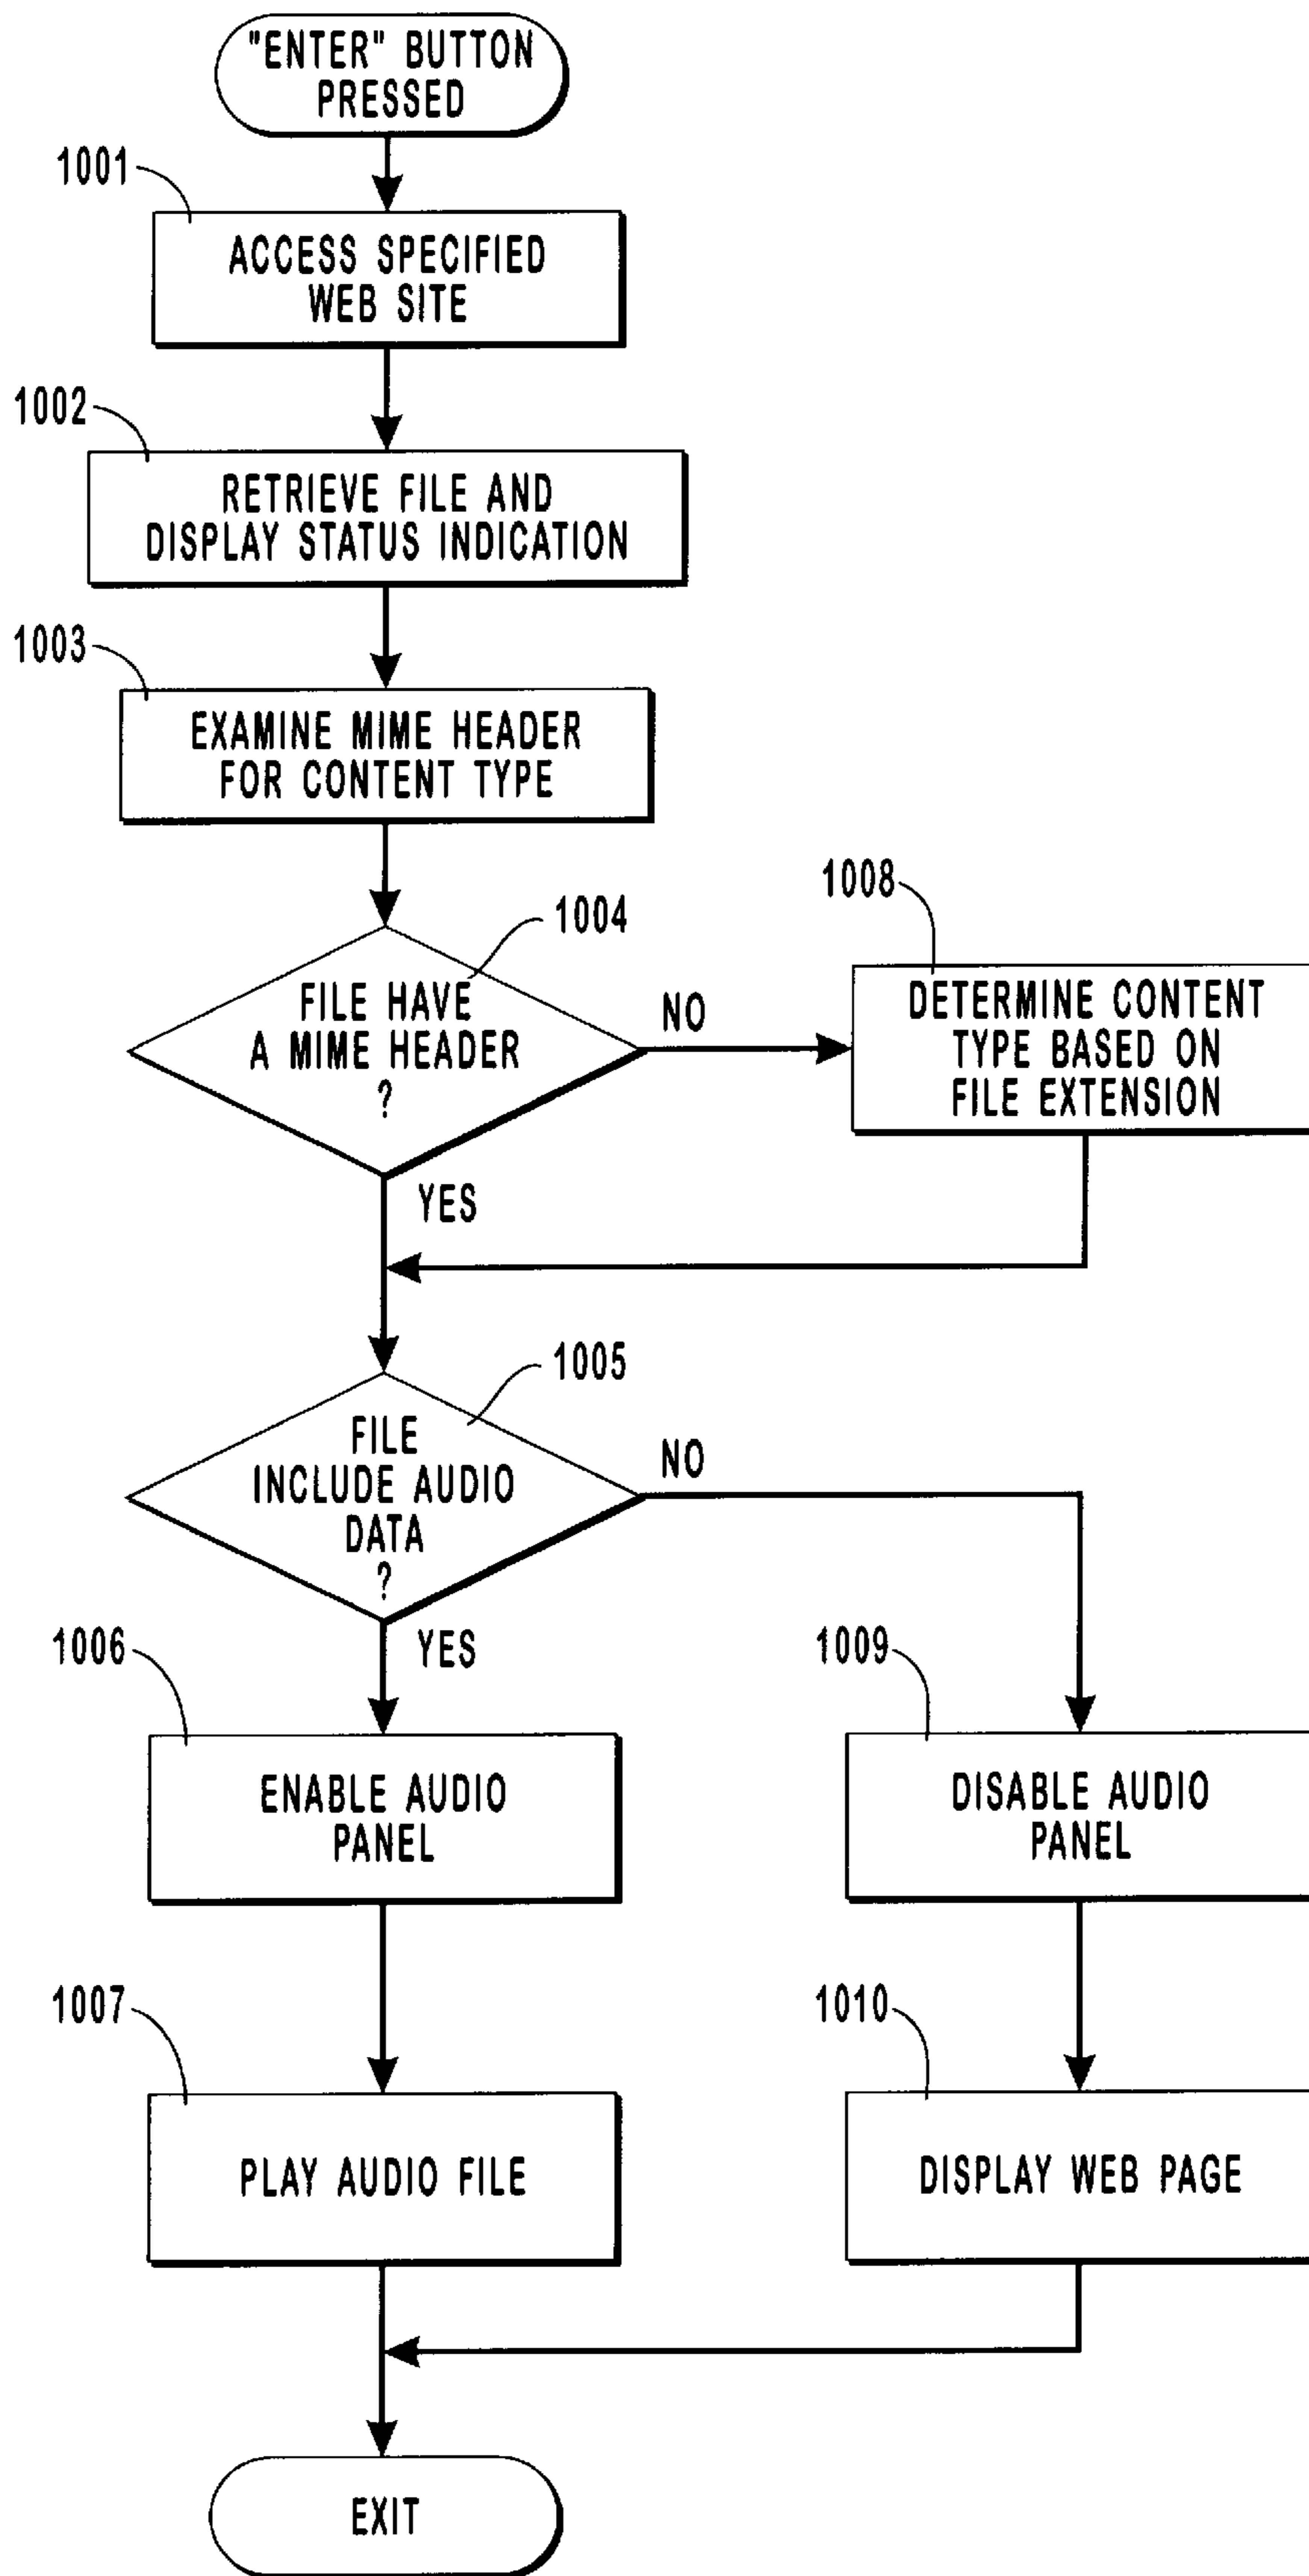 "ENTER" BUTTON
PRESSED
1001
ACCESS SPECIFIED
WEB SITE
1002
RETRIEVE FILE AND
DISPLAY STATUS INDICATION
1003
EXAMINE MIME HEADER
FOR CONTENT TYPE
1004
FILE HAVE
A MIME HEADER
?
NO
1008
DETERMINE CONTENT
TYPE BASED ON
FILE EXTENSION
YES
1005
FILE
INCLUDE AUDIO
DATA
?
NO
YES
1006
ENABLE AUDIO
PANEL
1009
DISABLE AUDIO
PANEL
1007
PLAY AUDIO FILE
1010
DISPLAY WEB PAGE
EXIT